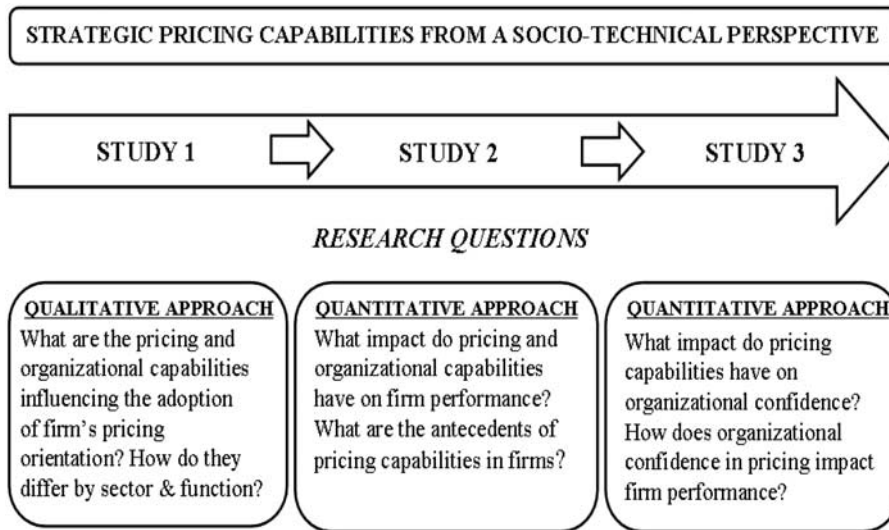 STRATEGIC PRICING CAPABILITIES FROM A SOCIO-TECHNICAL PERSPECTIVE
STUDY 1
STUDY 2
STUDY 3
RESEARCH QUESTIONS
QUALITATIVE APPROACH
What are the pricing and
organizational capabilities
influencing the adoption
of firm's pricing
orientation? How do they
differ by sector & function?
QUANTITATIVE APPROACH
What impact do pricing and
organizational capabilities
have on firm performance?
What are the antecedents of
pricing capabilities in firms?
QUANTITATIVE APPROACH
What impact do pricing
capabilities have on
organizational confidence?
How does organizational
confidence in pricing impact
firm performance?